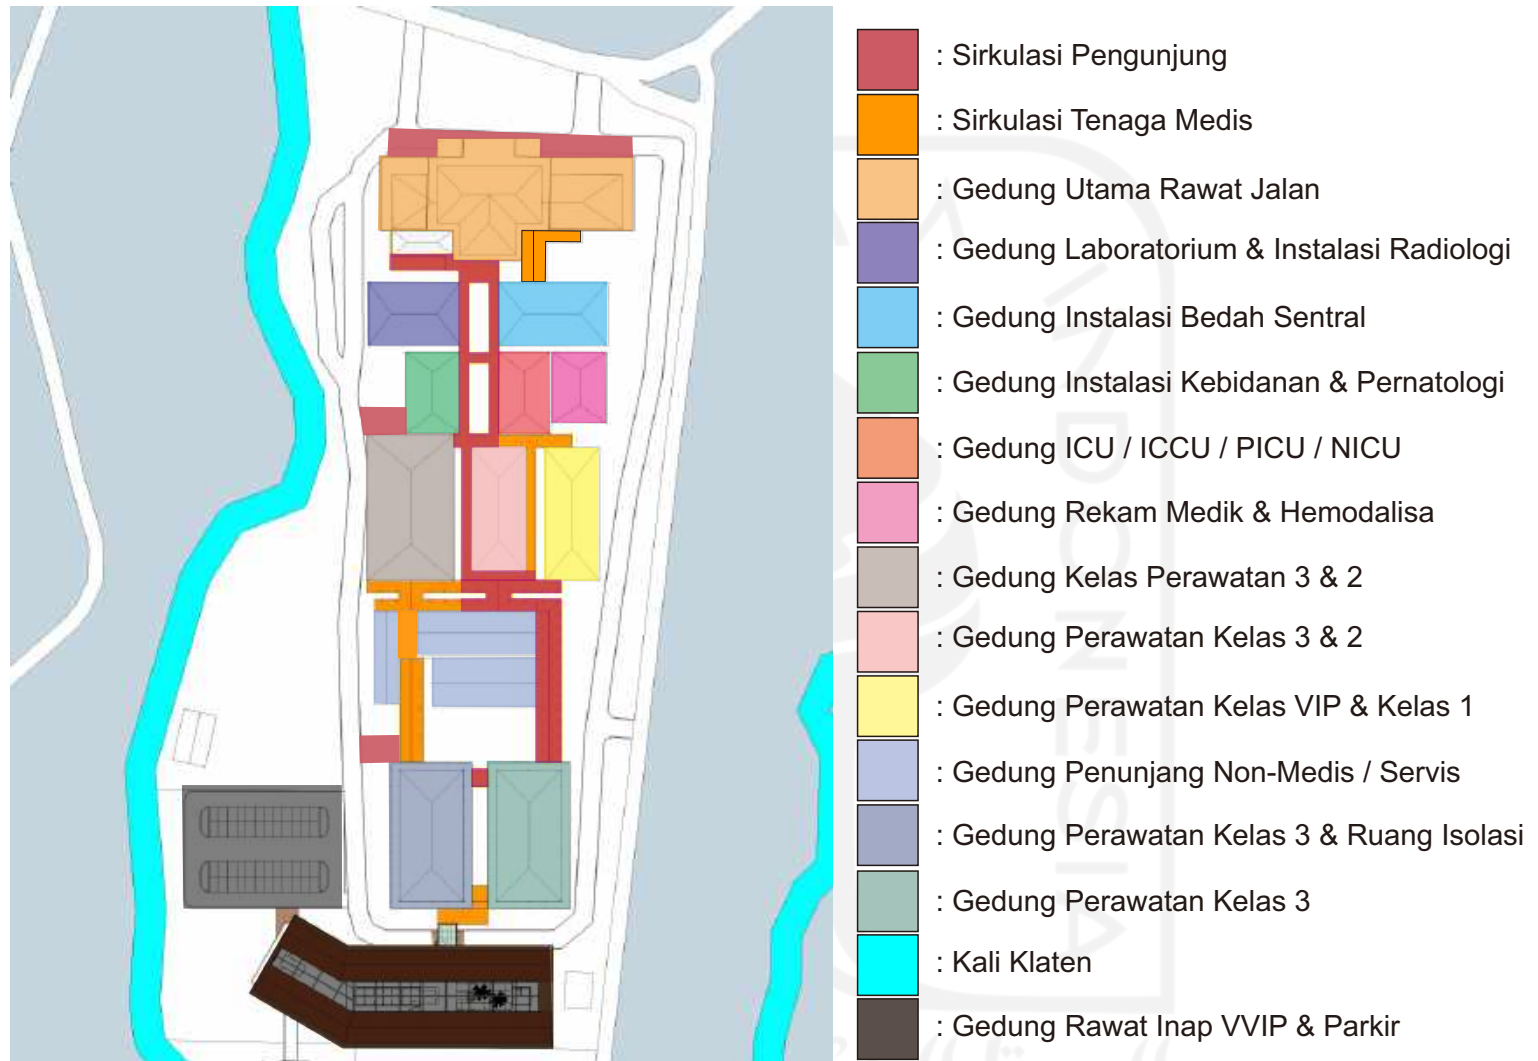 : Sirkulasi Pengunjung
: Sirkulasi Tenaga Medis
: Gedung Utama Rawat Jalan
: Gedung Laboratorium & Instalasi Radiologi
: Gedung Instalasi Bedah Sentral
: Gedung Instalasi Kebidanan & Pernatologi
: Gedung ICU / ICCU / PICU / NICU
: Gedung Rekam Medik & Hemodalisa
: Gedung Kelas Perawatan 3 & 2
: Gedung Perawatan Kelas 3 & 2
: Gedung Perawatan Kelas VIP & Kelas 1
: Gedung Penunjang Non-Medis / Servis
: Gedung Perawatan Kelas 3 & Ruang Isolasi
: Gedung Perawatan Kelas 3
: Kali Klaten
: Gedung Rawat Inap VVIP & Parkir